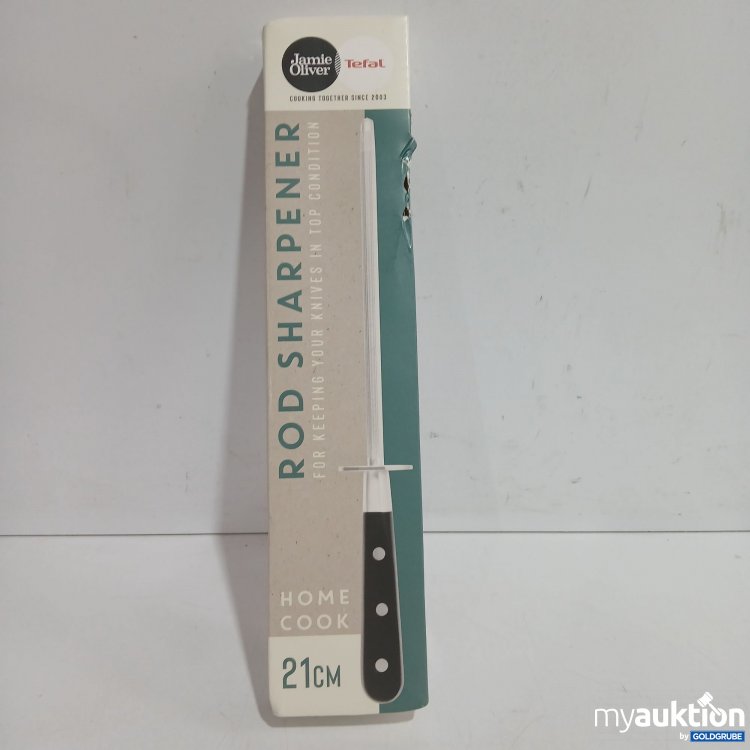 Jamie
Oliver
Tefal
COOKING TOGETHER SINCE 2003
ROD SHARPENER
FOR KEEPING YOUR KNIVES IN TOP CONDITION
HOME
COOK
21CM
myauktion
by GOLDGRUBE